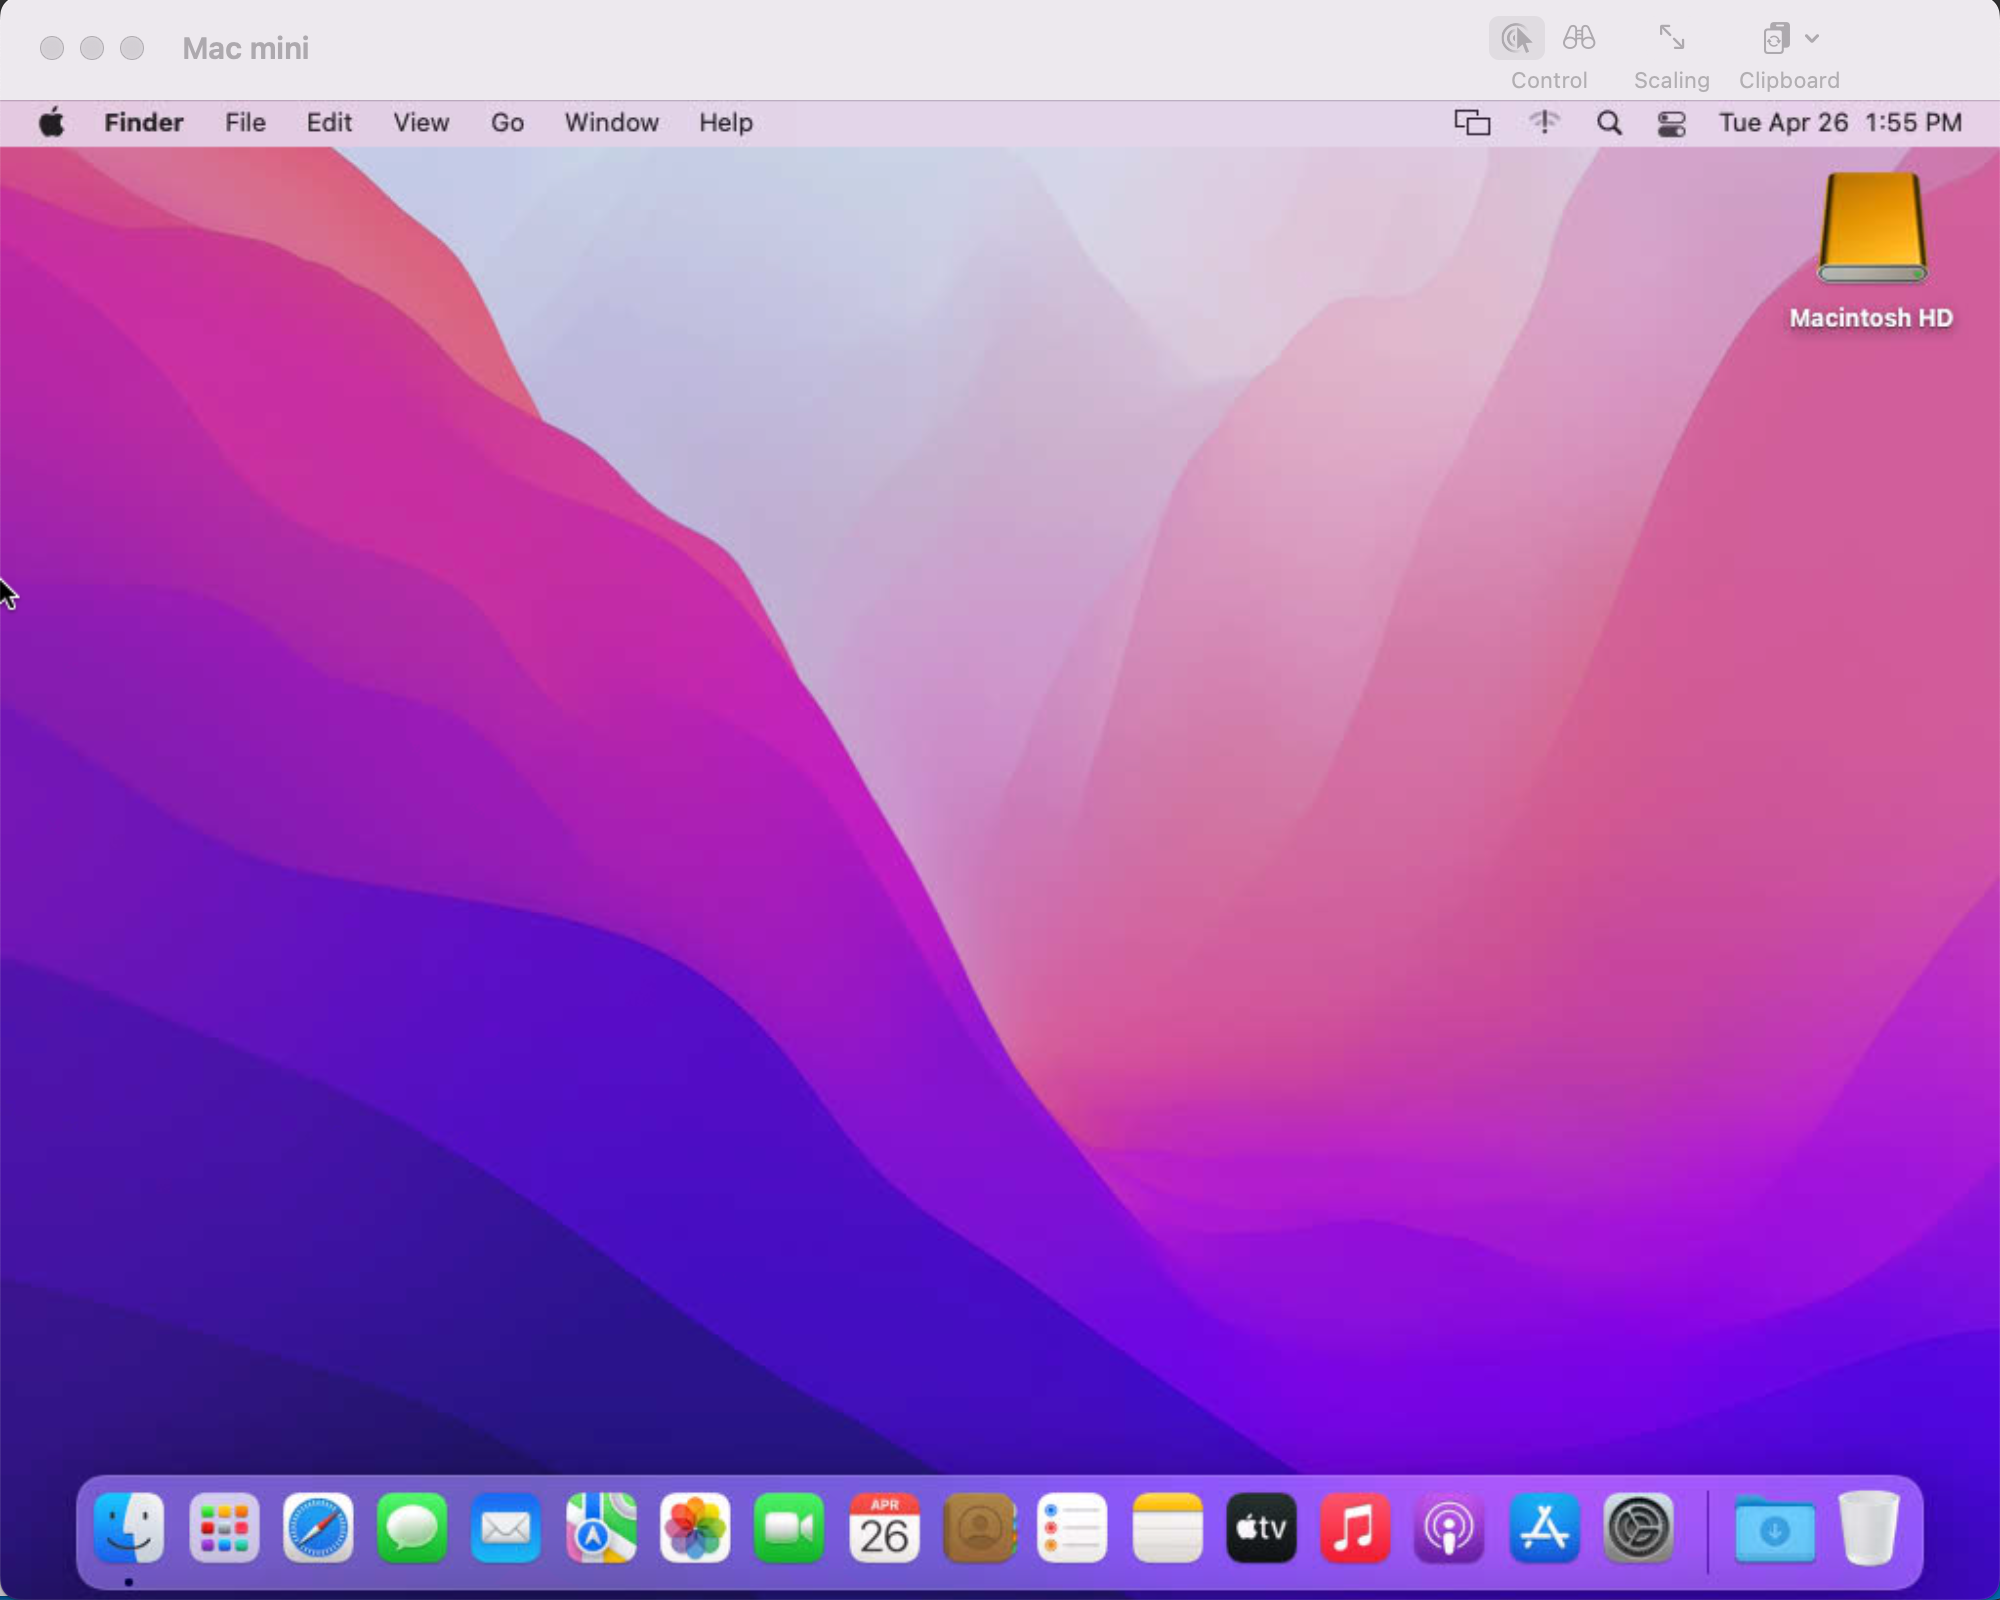 Mac mini
Control
Scaling
Clipboard
Finder File Edit View Go Window Help
Tue Apr 26 1:55 PM
Macintosh HD
APR
26
tv